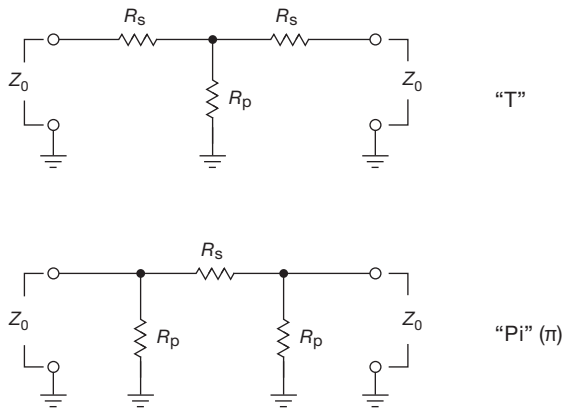 Rs Rs
Z0 Rp Z0 “T”
Rs
Z0 Rp Rp Z0 “Pi” (π)